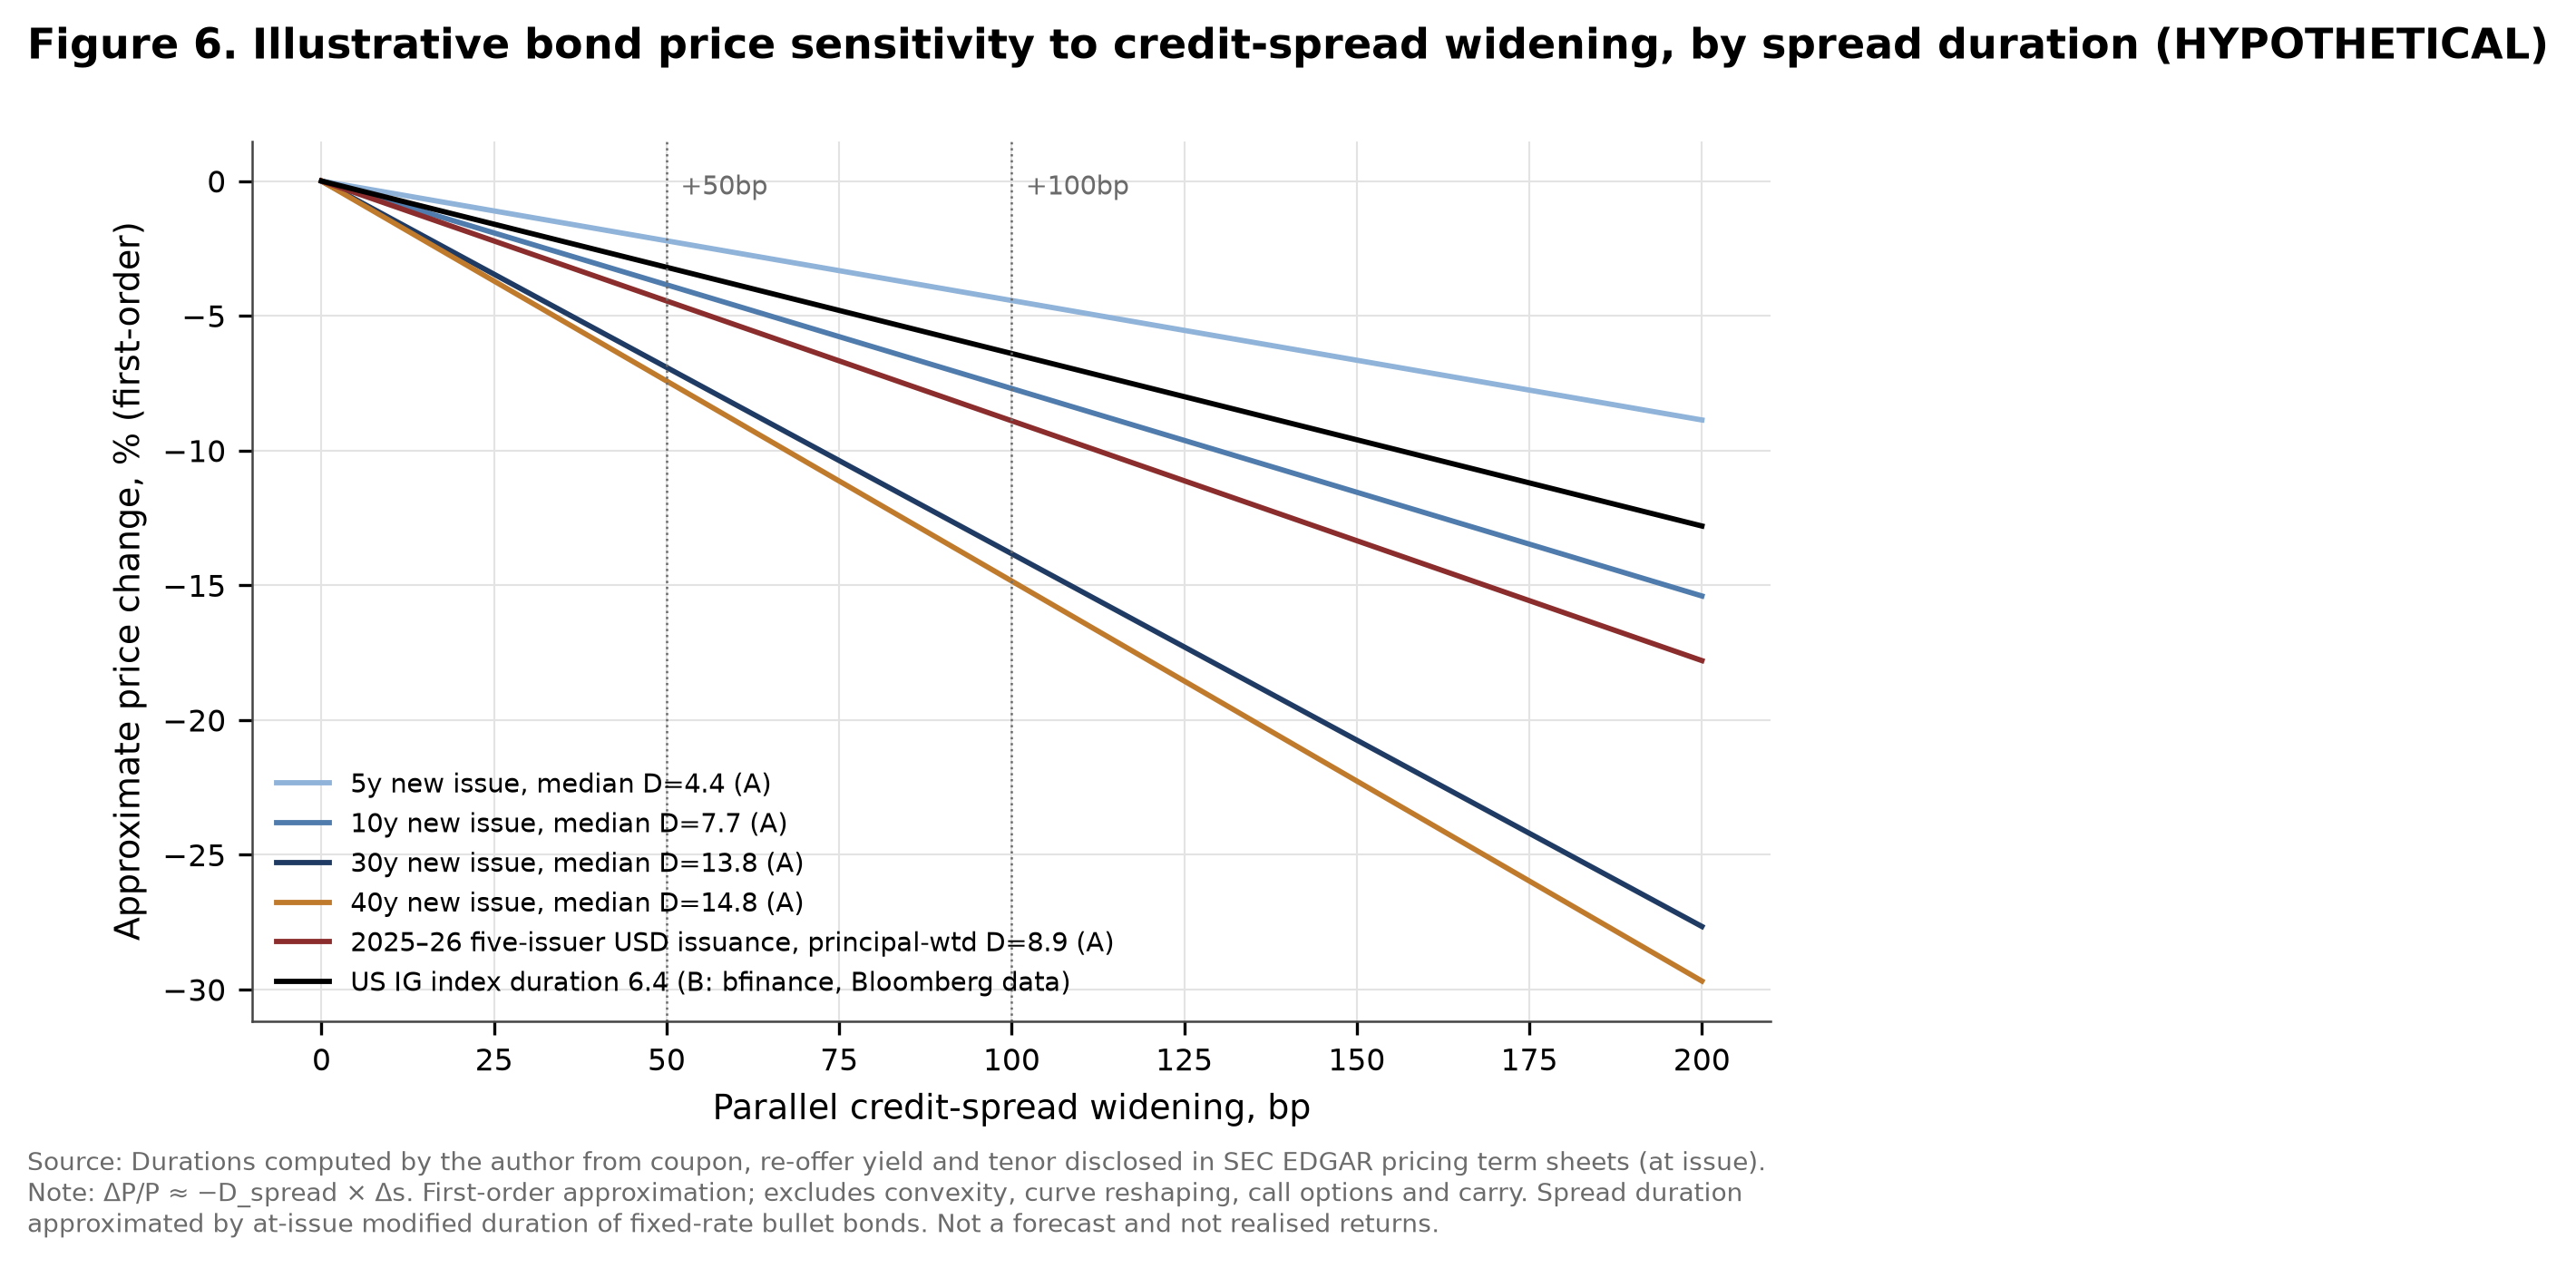 Figure 6. Illustrative bond price sensitivity to credit-spread widening, by spread duration (HYPOTHETICAL)
+50bp
+100bp
0
−5
−10
−15
−20
−25
−30
Approximate price change, % (first-order)
5y new issue, median D=4.4 (A)
10y new issue, median D=7.7 (A)
30y new issue, median D=13.8 (A)
40y new issue, median D=14.8 (A)
2025–26 five-issuer USD issuance, principal-wtd D=8.9 (A)
US IG index duration 6.4 (B: bfinance, Bloomberg data)
0 25 50 75 100 125 150 175 200
Parallel credit-spread widening, bp
Source: Durations computed by the author from coupon, re-offer yield and tenor disclosed in SEC EDGAR pricing term sheets (at issue).
Note: ΔP/P ≈ −D_spread × Δs. First-order approximation; excludes convexity, curve reshaping, call options and carry. Spread duration
approximated by at-issue modified duration of fixed-rate bullet bonds. Not a forecast and not realised returns.